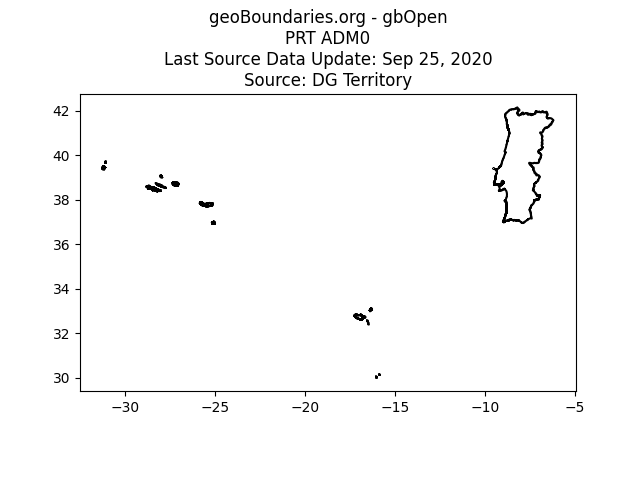 geoBoundaries.org - gbOpen
PRT ADM0
Last Source Data Update: Sep 25, 2020
Source: DG Territory
42
40
38
36
34
32
30
−30 −25 −20 −15 −10 −5